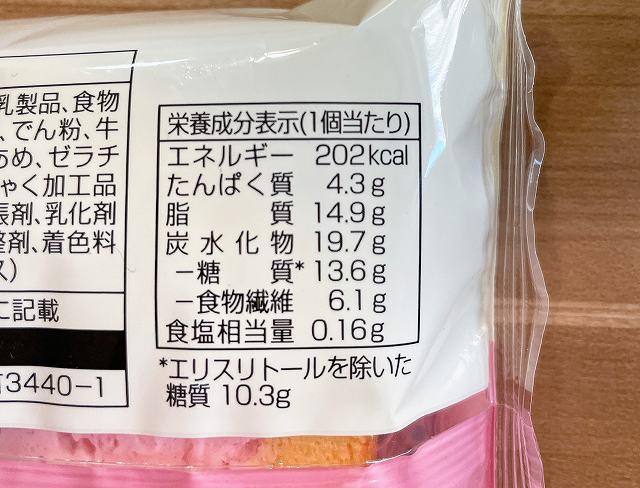 乳製品、食物
、でん粉、牛
あめ、ゼラチ
ゃく加工品
張剤、乳化剤
整剤、着色料
ス)
に記載
3440-1
栄養成分表示(1個当たり)
エネルギー 202kcal
たんぱく質 4.3g
脂質 14.9g
炭水化物 19.7g
-糖質* 13.6g
-食物繊維 6.1g
食塩相当量 0.16g
*エリスリトールを除いた
糖質 10.3g